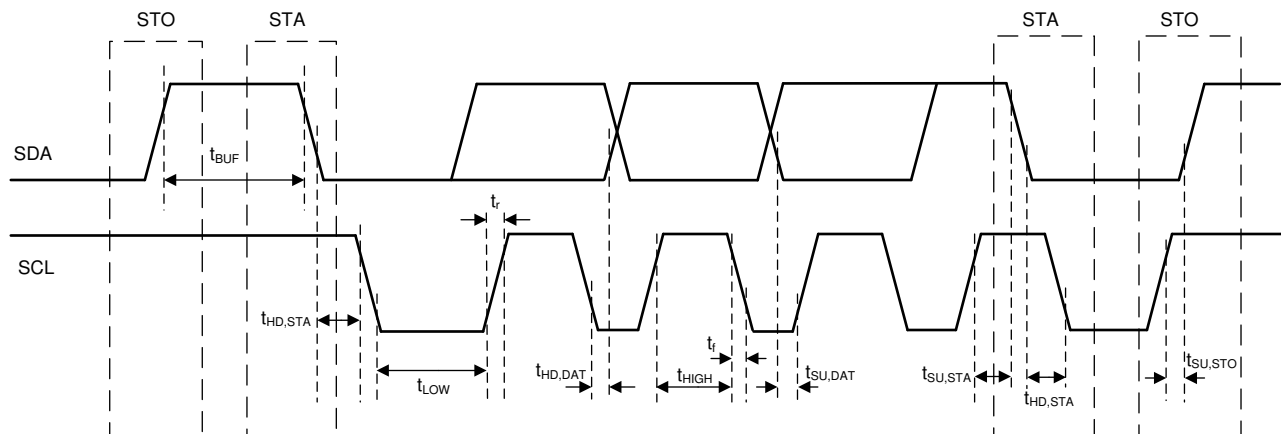 STO
STA
STA
STO
SDA
tBUF
tr
SCL
tHD,STA
tLOW
tHD,DAT
tHIGH
tf
tSU,DAT
tSU,STA
tHD,STA
tSU,STO